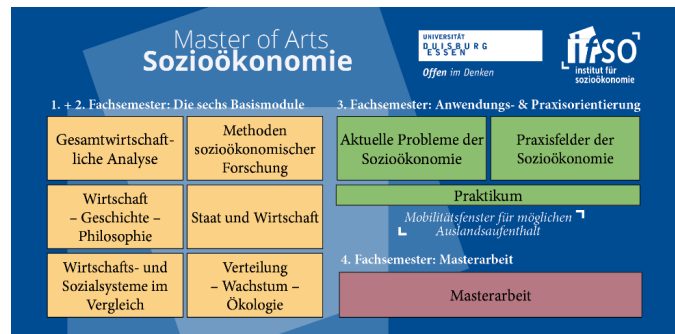 Master of Arts
Sozioökonomie
UNIVERSITÄT
DUISBURG
ESSEN
Offen im Denken
ifso
institut für
sozioökonomie
1. + 2. Fachsemester: Die sechs Basismodule
Gesamtwirtschaft-
liche Analyse
Methoden
sozioökonomischer
Forschung
Wirtschaft
– Geschichte –
Philosophie
Staat und Wirtschaft
Wirtschafts- und
Sozialsysteme im
Vergleich
Verteilung
– Wachstum –
Ökologie
3. Fachsemester: Anwendungs- & Praxisorientierung
Aktuelle Probleme der
Sozioökonomie
Praxisfelder der
Sozioökonomie
Praktikum
Mobilitätsfenster für möglichen
Auslandsaufenthalt
4. Fachsemester: Masterarbeit
Masterarbeit